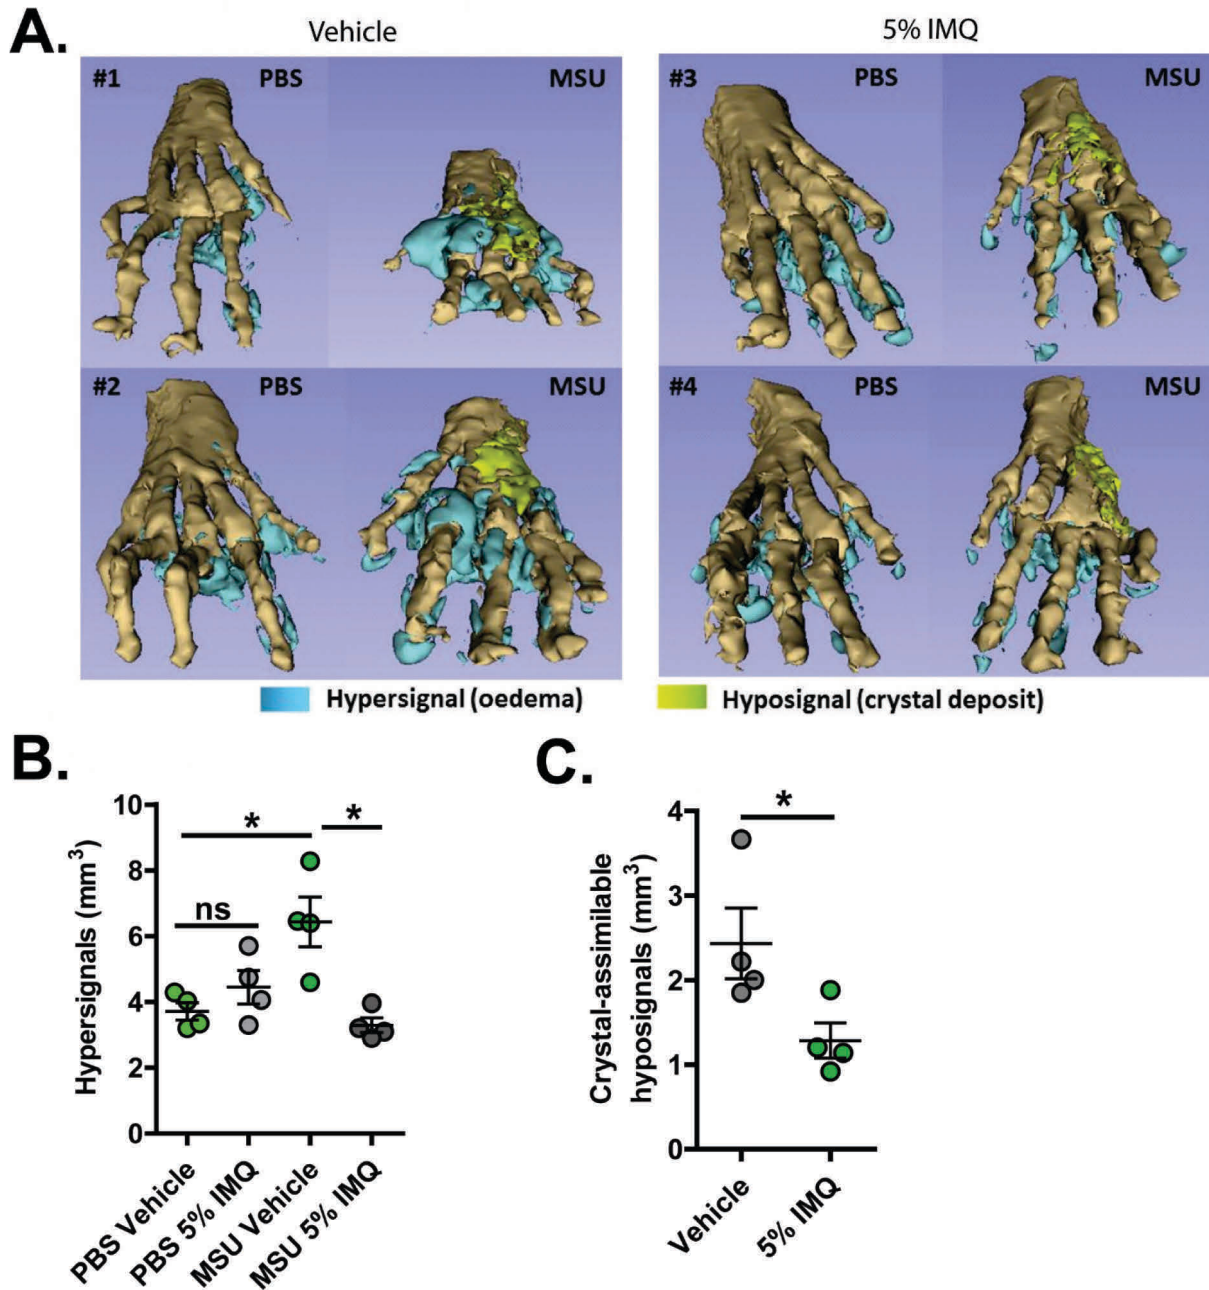 A.
Vehicle
5% IMQ
#1 PBS MSU
#3 PBS MSU
#2 PBS MSU
#4 PBS MSU
Hypersignal (oedema)
Hyposignal (crystal deposit)
B.
Hypersignals (mm³)
10
8
6
4
2
0
*
*
ns
PBS Vehicle
PBS 5% IMQ
MSU Vehicle
MSU 5% IMQ
C.
Crystal-assimilable
hyposignals (mm³)
4
3
2
1
0
*
Vehicle
5% IMQ